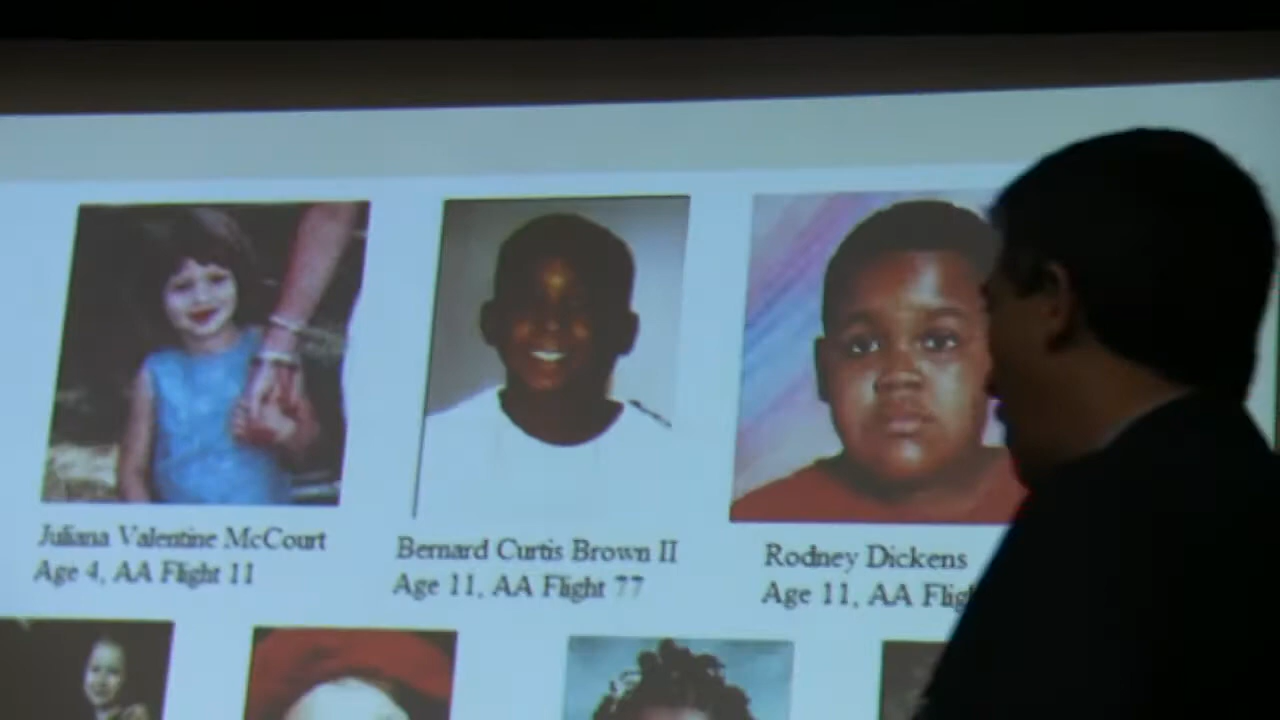 Juliana Valentine McCourt
Age 4, AA Flight 11
Bernard Curtis Brown II
Age 11, AA Flight 77
Rodney Dickens
Age 11, AA Flig